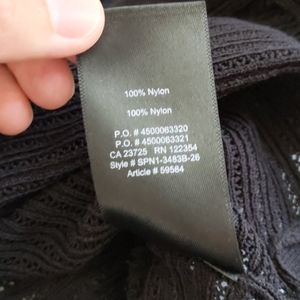 100% Nylon
100% Nylon
P.O. # 4500063320
P.O. # 4500063321
CA 23725 RN 122354
Style # SPN1-3483B-26
Article # 59564